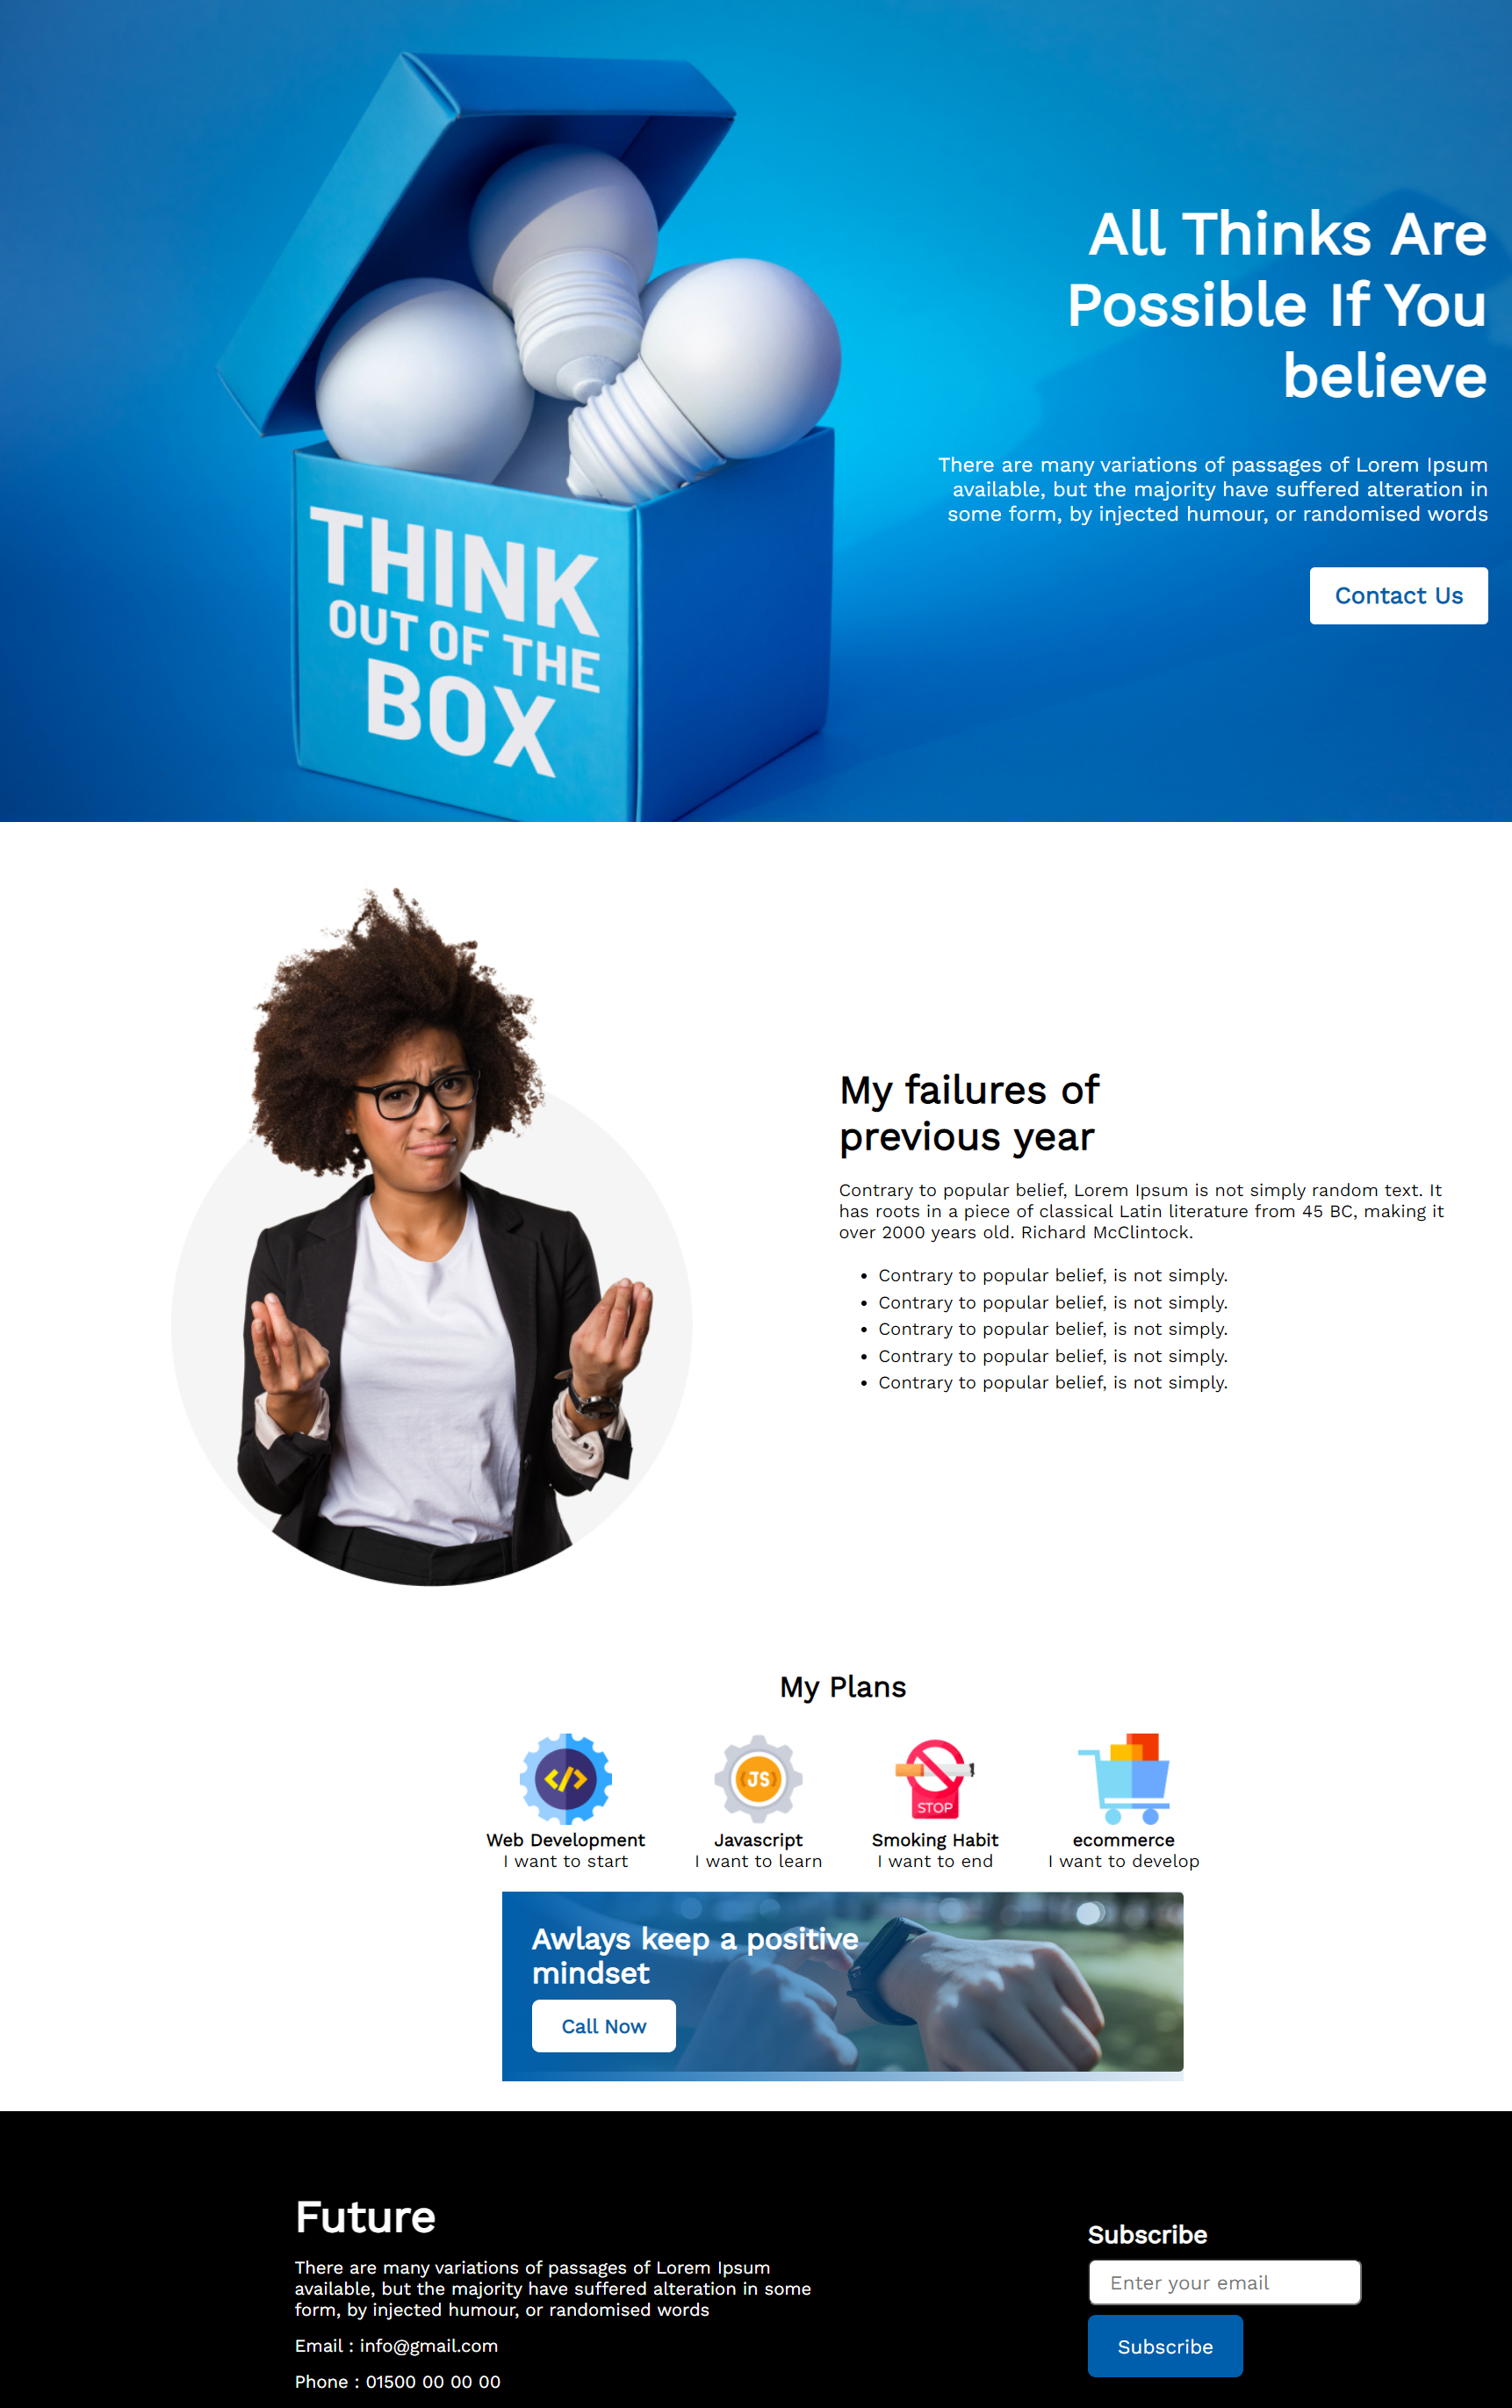 All Thinks Are
Possible If You
believe
There are many variations of passages of Lorem Ipsum
available, but the majority have suffered alteration in
some form, by injected humour, or randomised words
Contact Us
THINK
OUT OF THE
BOX
My failures of
previous year
Contrary to popular belief, Lorem Ipsum is not simply random text. It
has roots in a piece of classical Latin literature from 45 BC, making it
over 2000 years old. Richard McClintock.
• Contrary to popular belief, is not simply.
• Contrary to popular belief, is not simply.
• Contrary to popular belief, is not simply.
• Contrary to popular belief, is not simply.
• Contrary to popular belief, is not simply.
My Plans
</>
{JS}
STOP
Web Development
I want to start
Javascript
I want to learn
Smoking Habit
I want to end
ecommerce
I want to develop
Awlays keep a positive
mindset
Call Now
Future
There are many variations of passages of Lorem Ipsum
available, but the majority have suffered alteration in some
form, by injected humour, or randomised words
Email : info@gmail.com
Phone : 01500 00 00 00
Subscribe
Enter your email
Subscribe